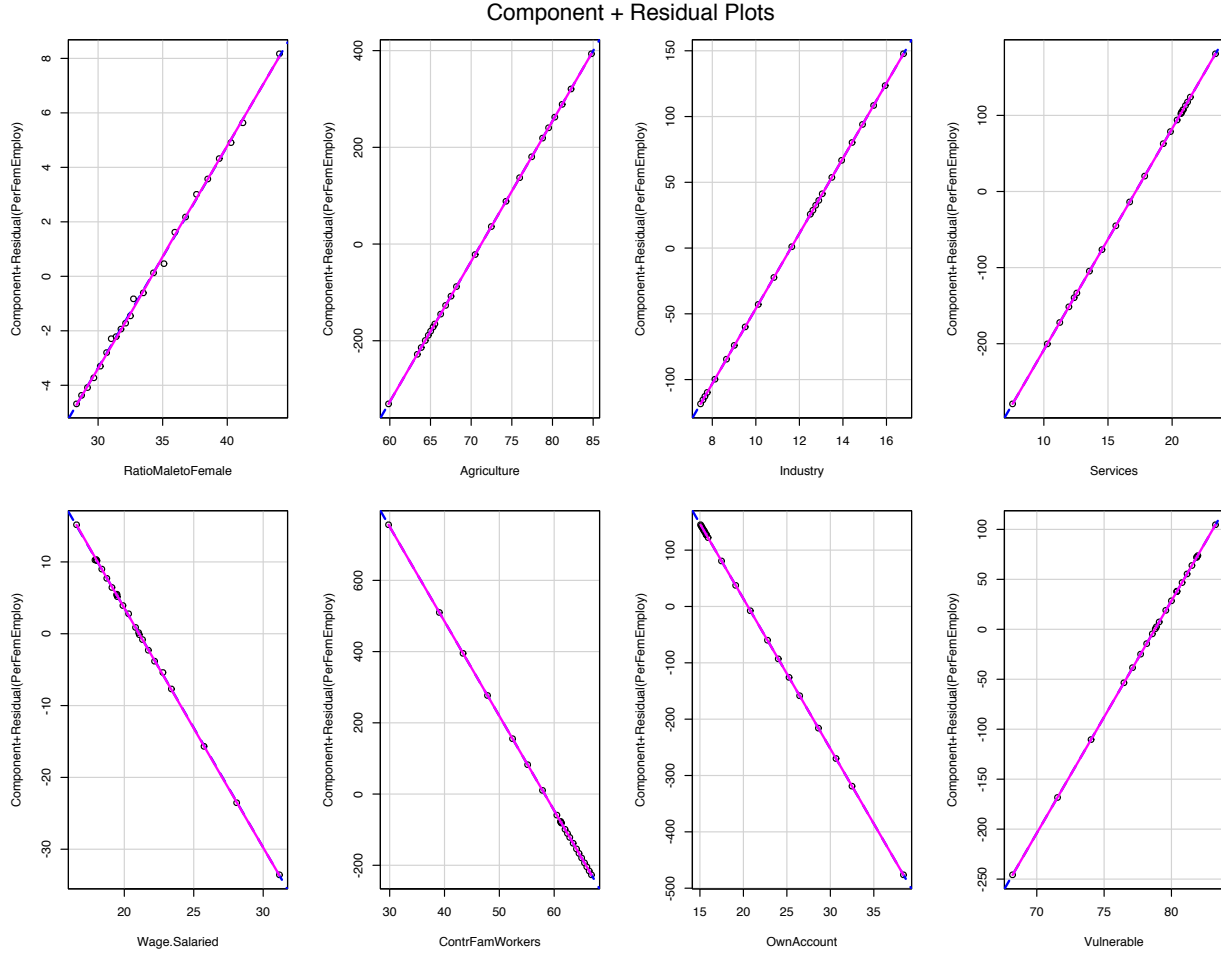 Component + Residual Plots
Component+Residual(PerFemEmploy)
8
6
4
2
0
-2
-4
30 35 40
RatioMaletoFemale
Component+Residual(PerFemEmploy)
400
200
0
-200
60 65 70 75 80 85
Agriculture
Component+Residual(PerFemEmploy)
150
100
50
0
-50
-100
8 10 12 14 16
Industry
Component+Residual(PerFemEmploy)
100
0
-100
-200
10 15 20
Services
Component+Residual(PerFemEmploy)
10
0
-10
-20
-30
20 25 30
Wage.Salaried
Component+Residual(PerFemEmploy)
600
400
200
0
200
30 40 50 60
ContrFamWorkers
Component+Residual(PerFemEmploy)
100
0
-100
-200
-300
-400
-500
15 20 25 30 35
OwnAccount
Component+Residual(PerFemEmploy)
100
50
0
-50
-100
-150
-200
-250
70 75 80
Vulnerable